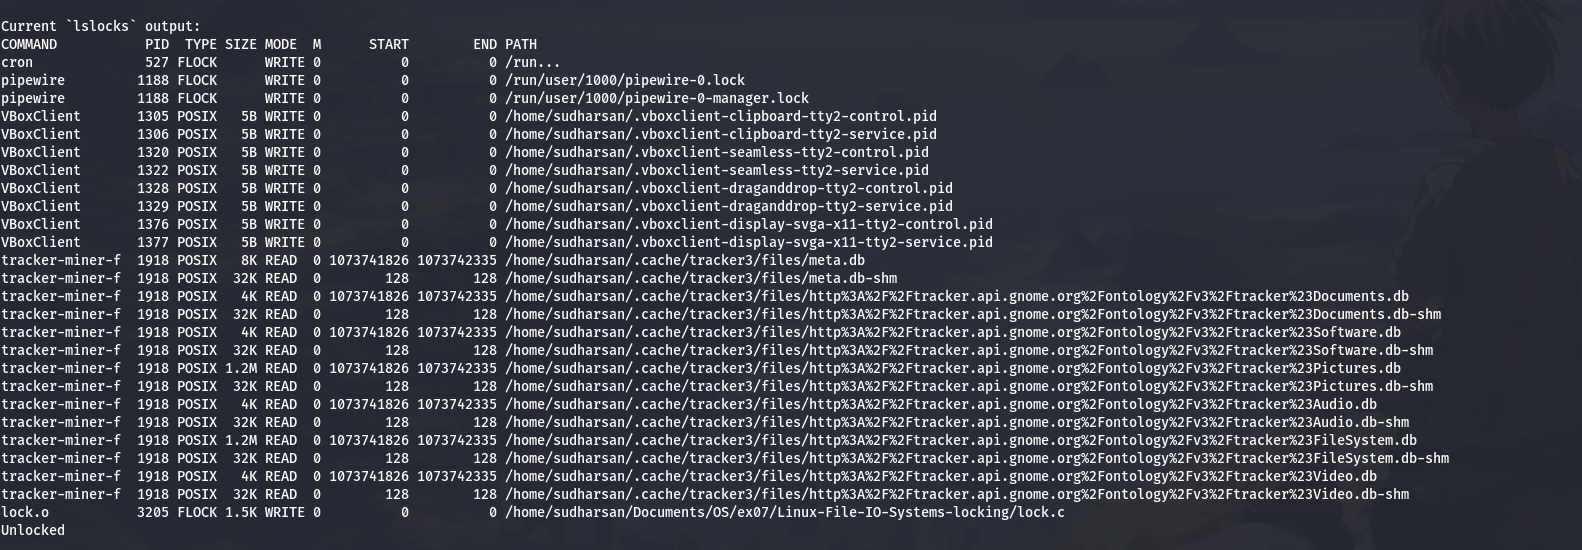 Current `lslocks` output:
COMMAND           PID  TYPE SIZE MODE  M      START        END PATH
cron              527 FLOCK      WRITE 0          0          0 /run...
pipewire         1188 FLOCK      WRITE 0          0          0 /run/user/1000/pipewire-0.lock
pipewire         1188 FLOCK      WRITE 0          0          0 /run/user/1000/pipewire-0-manager.lock
VBoxClient       1305 POSIX   5B WRITE 0          0          0 /home/sudharsan/.vboxclient-clipboard-tty2-control.pid
VBoxClient       1306 POSIX   5B WRITE 0          0          0 /home/sudharsan/.vboxclient-clipboard-tty2-service.pid
VBoxClient       1320 POSIX   5B WRITE 0          0          0 /home/sudharsan/.vboxclient-seamless-tty2-control.pid
VBoxClient       1322 POSIX   5B WRITE 0          0          0 /home/sudharsan/.vboxclient-seamless-tty2-service.pid
VBoxClient       1328 POSIX   5B WRITE 0          0          0 /home/sudharsan/.vboxclient-draganddrop-tty2-control.pid
VBoxClient       1329 POSIX   5B WRITE 0          0          0 /home/sudharsan/.vboxclient-draganddrop-tty2-service.pid
VBoxClient       1376 POSIX   5B WRITE 0          0          0 /home/sudharsan/.vboxclient-display-svga-x11-tty2-control.pid
VBoxClient       1377 POSIX   5B WRITE 0          0          0 /home/sudharsan/.vboxclient-display-svga-x11-tty2-service.pid
tracker-miner-f  1918 POSIX   8K READ  0 1073741826 1073742335 /home/sudharsan/.cache/tracker3/files/meta.db
tracker-miner-f  1918 POSIX  32K READ  0        128        128 /home/sudharsan/.cache/tracker3/files/meta.db-shm
tracker-miner-f  1918 POSIX   4K READ  0 1073741826 1073742335 /home/sudharsan/.cache/tracker3/files/http%3A%2F%2Ftracker.api.gnome.org%2Fontology%2Fv3%2Ftracker%23Documents.db
tracker-miner-f  1918 POSIX  32K READ  0        128        128 /home/sudharsan/.cache/tracker3/files/http%3A%2F%2Ftracker.api.gnome.org%2Fontology%2Fv3%2Ftracker%23Documents.db-shm
tracker-miner-f  1918 POSIX   4K READ  0 1073741826 1073742335 /home/sudharsan/.cache/tracker3/files/http%3A%2F%2Ftracker.api.gnome.org%2Fontology%2Fv3%2Ftracker%23Software.db
tracker-miner-f  1918 POSIX  32K READ  0        128        128 /home/sudharsan/.cache/tracker3/files/http%3A%2F%2Ftracker.api.gnome.org%2Fontology%2Fv3%2Ftracker%23Software.db-shm
tracker-miner-f  1918 POSIX 1.2M READ  0 1073741826 1073742335 /home/sudharsan/.cache/tracker3/files/http%3A%2F%2Ftracker.api.gnome.org%2Fontology%2Fv3%2Ftracker%23Pictures.db
tracker-miner-f  1918 POSIX  32K READ  0        128        128 /home/sudharsan/.cache/tracker3/files/http%3A%2F%2Ftracker.api.gnome.org%2Fontology%2Fv3%2Ftracker%23Pictures.db-shm
tracker-miner-f  1918 POSIX   4K READ  0 1073741826 1073742335 /home/sudharsan/.cache/tracker3/files/http%3A%2F%2Ftracker.api.gnome.org%2Fontology%2Fv3%2Ftracker%23Audio.db
tracker-miner-f  1918 POSIX  32K READ  0        128        128 /home/sudharsan/.cache/tracker3/files/http%3A%2F%2Ftracker.api.gnome.org%2Fontology%2Fv3%2Ftracker%23Audio.db-shm
tracker-miner-f  1918 POSIX 1.2M READ  0 1073741826 1073742335 /home/sudharsan/.cache/tracker3/files/http%3A%2F%2Ftracker.api.gnome.org%2Fontology%2Fv3%2Ftracker%23FileSystem.db
tracker-miner-f  1918 POSIX  32K READ  0        128        128 /home/sudharsan/.cache/tracker3/files/http%3A%2F%2Ftracker.api.gnome.org%2Fontology%2Fv3%2Ftracker%23FileSystem.db-shm
tracker-miner-f  1918 POSIX   4K READ  0 1073741826 1073742335 /home/sudharsan/.cache/tracker3/files/http%3A%2F%2Ftracker.api.gnome.org%2Fontology%2Fv3%2Ftracker%23Video.db
tracker-miner-f  1918 POSIX  32K READ  0        128        128 /home/sudharsan/.cache/tracker3/files/http%3A%2F%2Ftracker.api.gnome.org%2Fontology%2Fv3%2Ftracker%23Video.db-shm
lock.o           3205 FLOCK 1.5K WRITE 0          0          0 /home/sudharsan/Documents/OS/ex07/Linux-File-IO-Systems-locking/lock.c
Unlocked